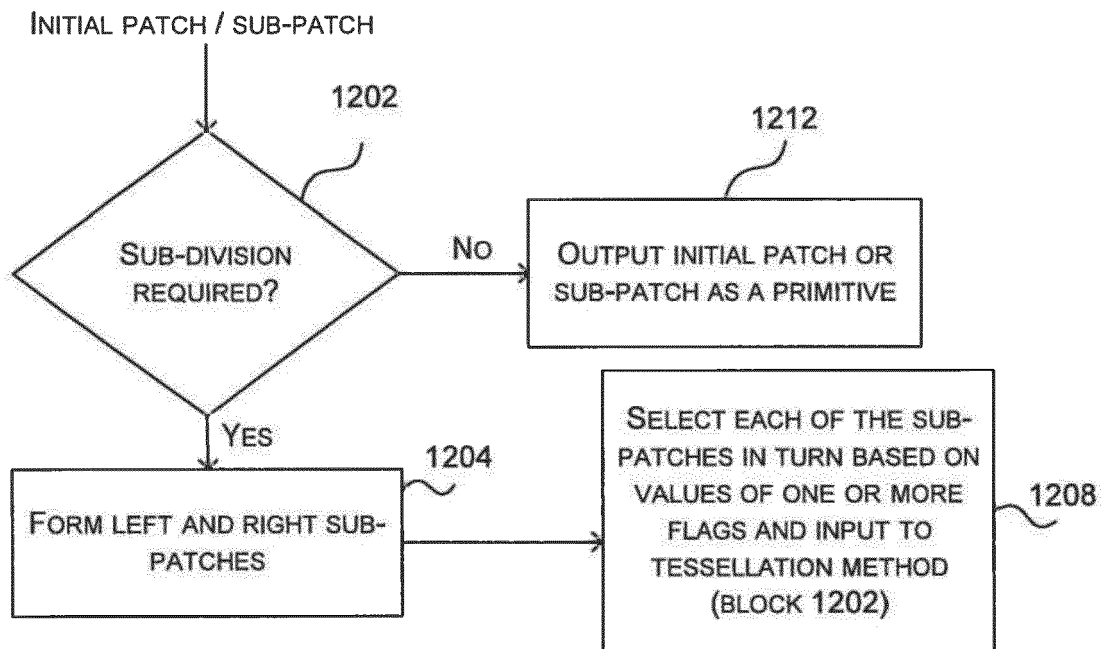 INITIAL PATCH / SUB-PATCH
1202
1212
SUB-DIVISION
REQUIRED?
NO
OUTPUT INITIAL PATCH OR
SUB-PATCH AS A PRIMITIVE
YES
1204
FORM LEFT AND RIGHT SUB-
PATCHES
SELECT EACH OF THE SUB-
PATCHES IN TURN BASED ON
VALUES OF ONE OR MORE
FLAGS AND INPUT TO
TESSELLATION METHOD
(BLOCK 1202)
1208